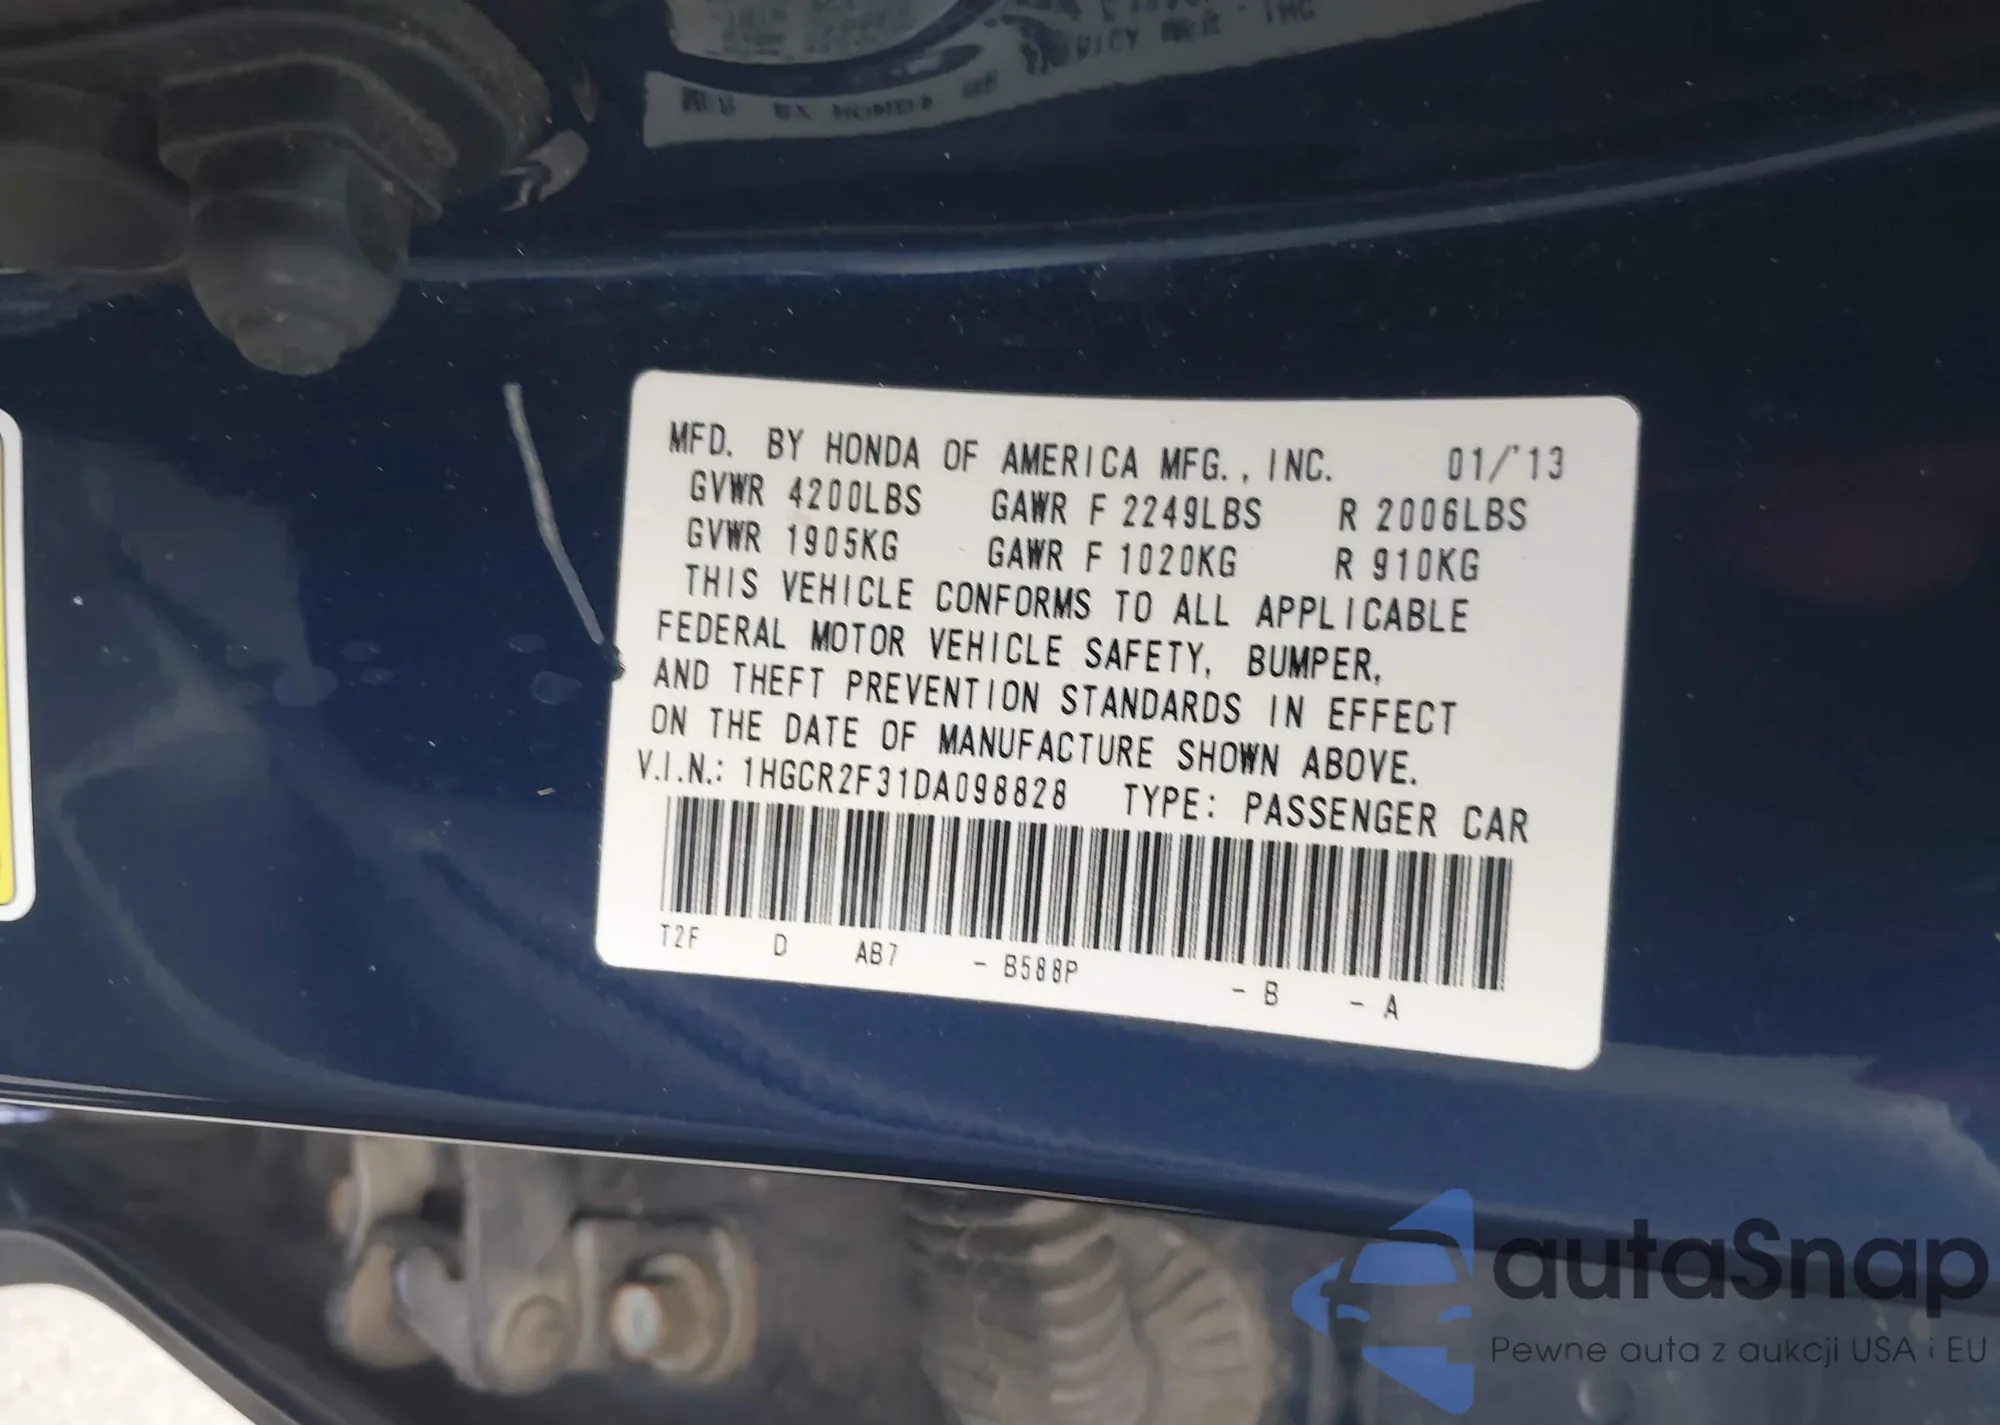 MFD. BY HONDA OF AMERICA MFG., INC. 01/'13
GVWR 4200LBS GAWR F 2249LBS R 2006LBS
GVWR 1905KG GAWR F 1020KG R 910KG
THIS VEHICLE CONFORMS TO ALL APPLICABLE
FEDERAL MOTOR VEHICLE SAFETY, BUMPER,
AND THEFT PREVENTION STANDARDS IN EFFECT
ON THE DATE OF MANUFACTURE SHOWN ABOVE.
V.I.N.: 1HGCR2F31DA098828 TYPE: PASSENGER CAR
T2F D AB7 - B588P - B - A
autaSnap
Pewne auta z aukcji USA i EU